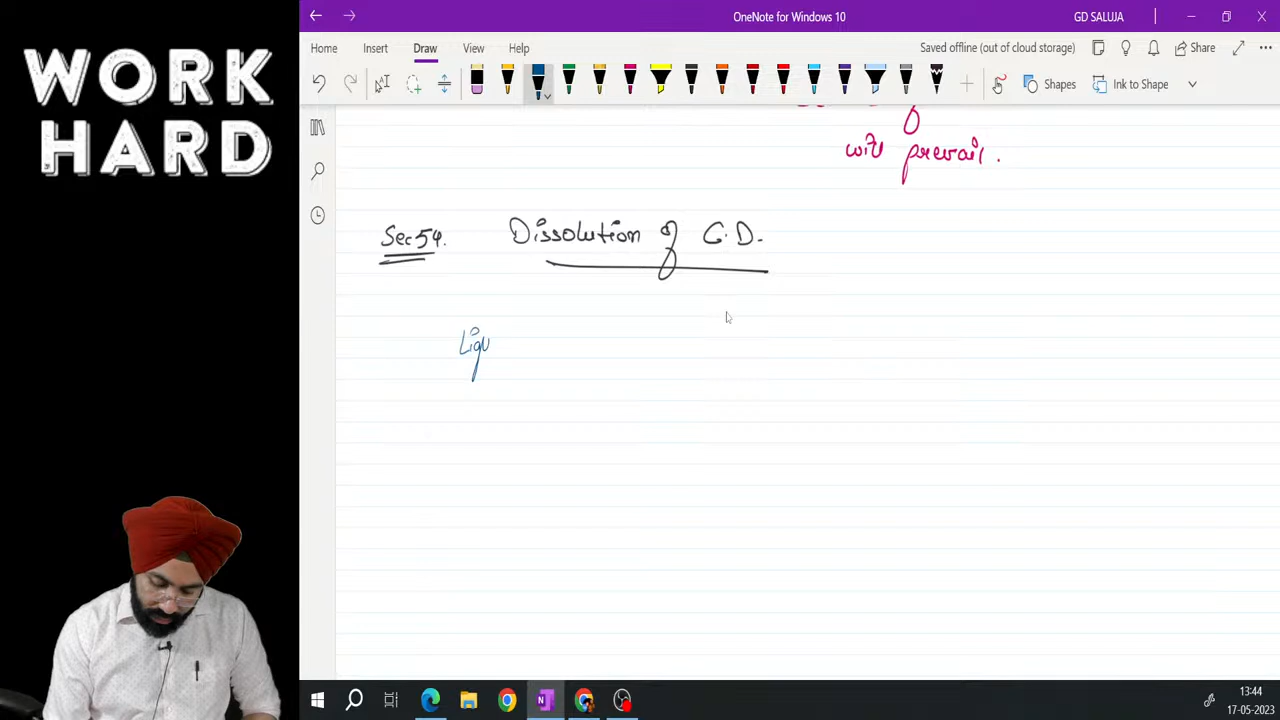 WORK
HARD
OneNote for Windows 10
GD SALUJA
Home Insert Draw View Help
Saved offline (out of cloud storage)
Share
Shapes
Ink to Shape
will prevail.
Sec 54. Dissolution of C.D.
Liqu
13:44
17-05-2023